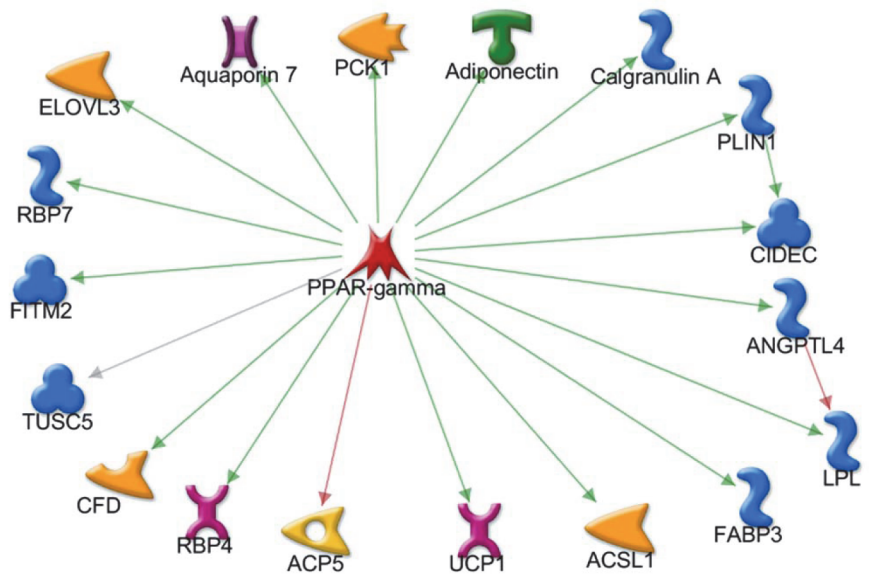 Aquaporin 7
PCK1
Adiponectin
Calgranulin A
ELOVL3
PLIN1
RBP7
CIDEC
PPAR-gamma
FITM2
ANGPTL4
TUSC5
LPL
CFD
RBP4
ACP5
UCP1
ACSL1
FABP3